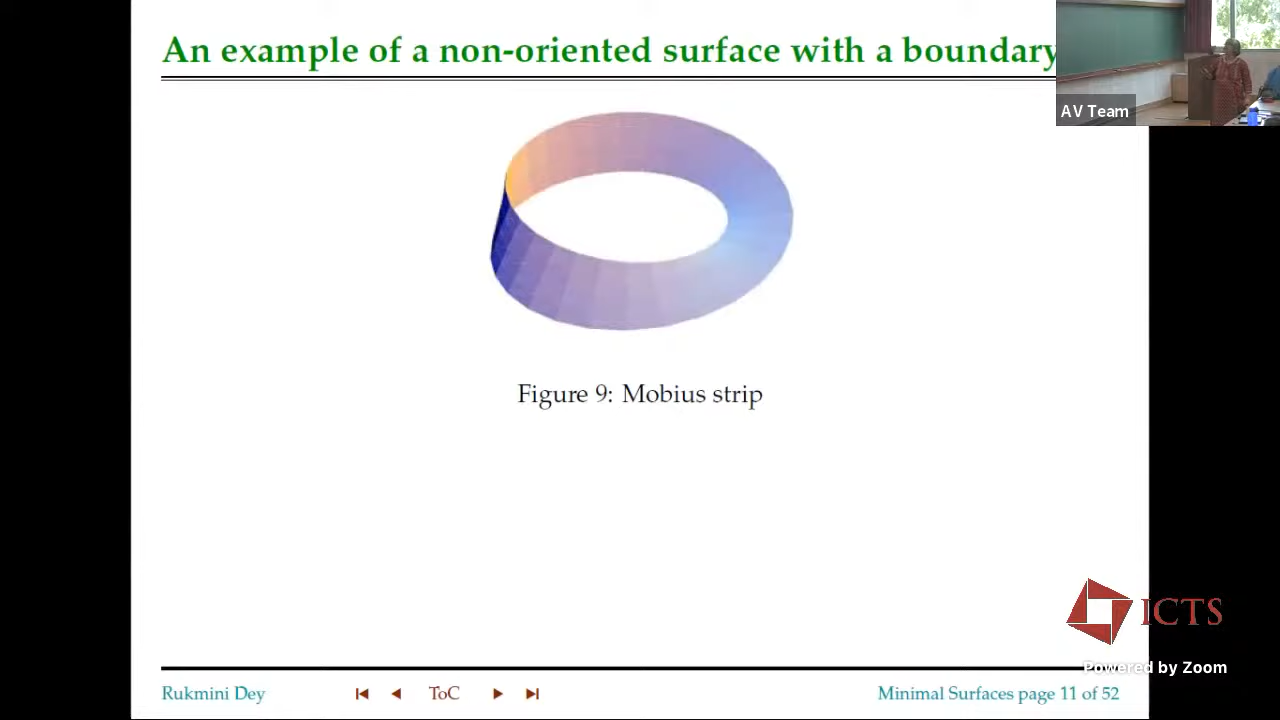 An example of a non-oriented surface with a boundary
AV Team
Figure 9: Mobius strip
ICTS
Powered by Zoom
Rukmini Dey
ToC
Minimal Surfaces page 11 of 52